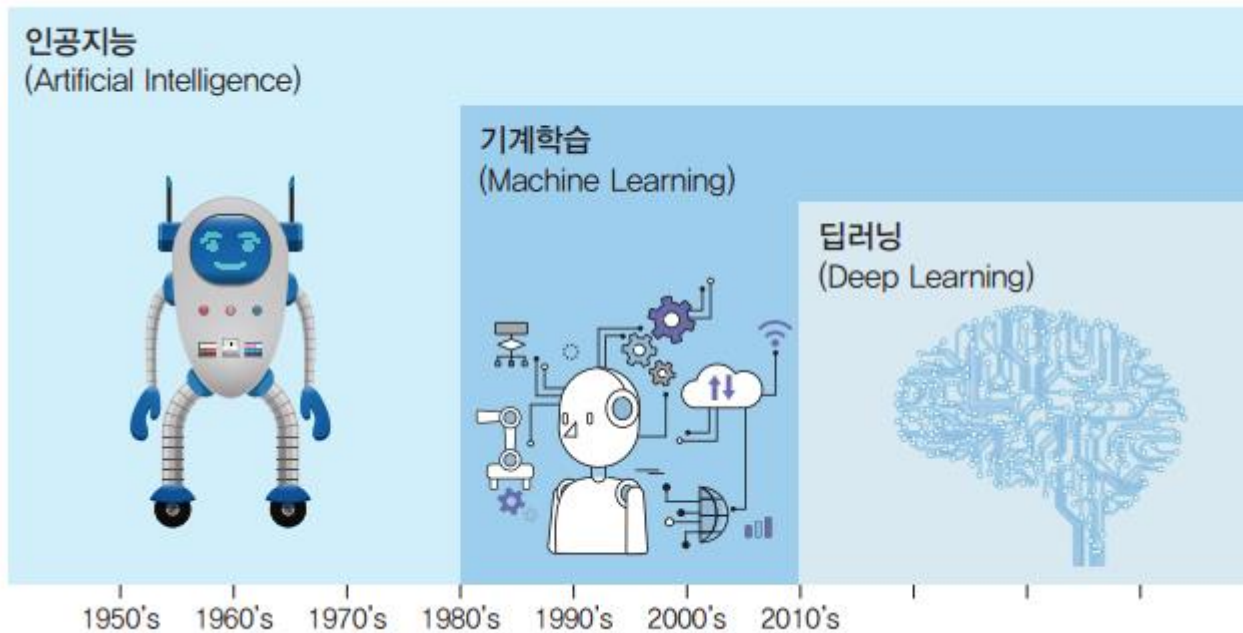 인공지능
(Artificial Intelligence)
기계학습
(Machine Learning)
딥러닝
(Deep Learning)
1950's 1960's 1970's 1980's 1990's 2000's 2010's